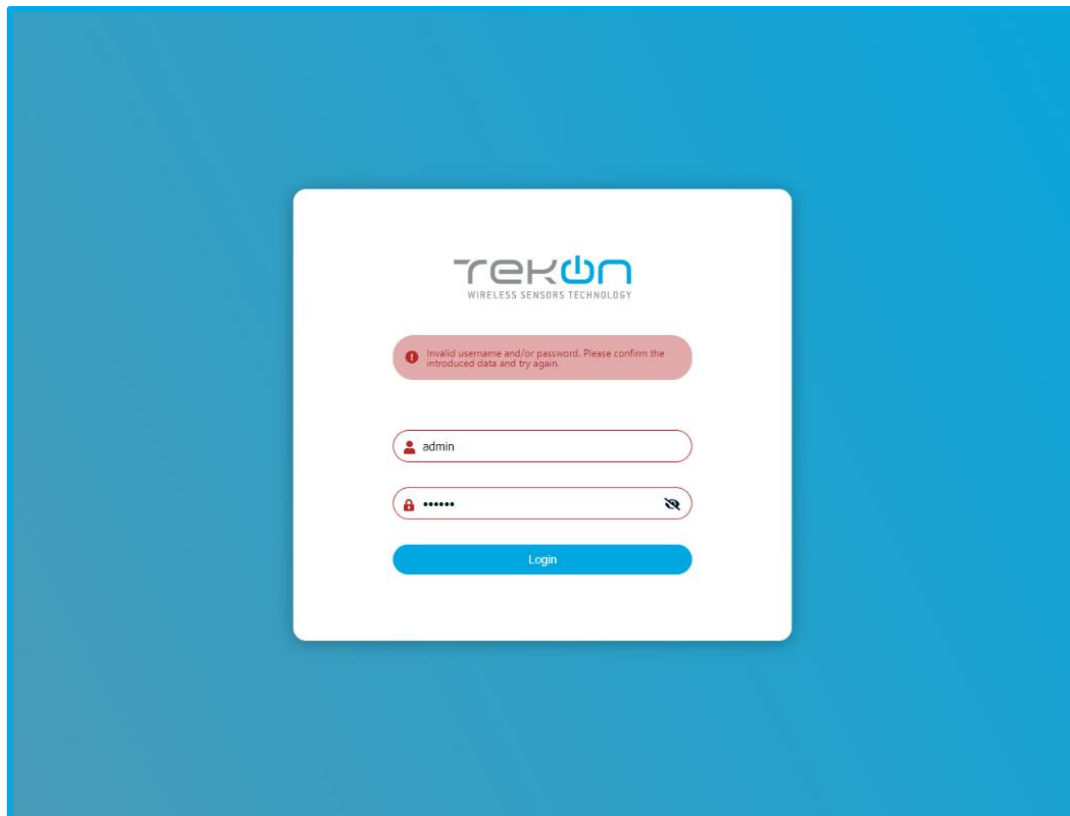 TEKON
WIRELESS SENSORS TECHNOLOGY
Invalid username and/or password. Please confirm the
introduced data and try again.
admin
••••••
Login